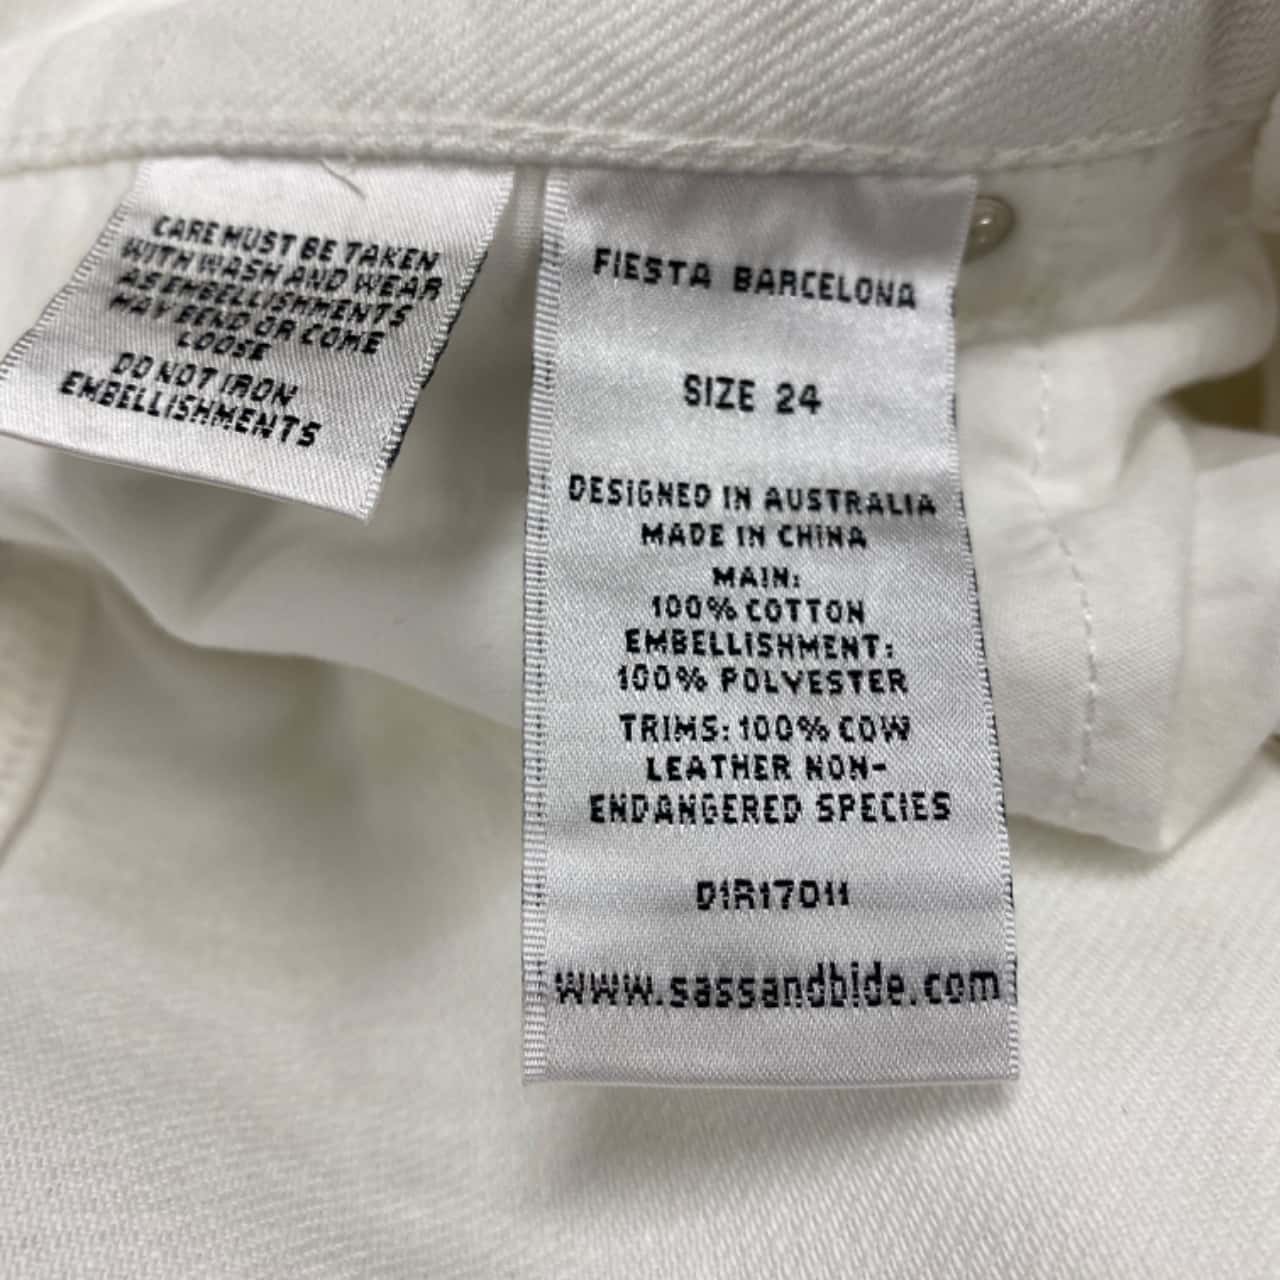 CARE MUST BE TAKEN
WITH WASH AND WEAR
AS EMBELLISHMENTS
MAY BEND OR COME
LOOSE
DO NOT IRON
EMBELLISHMENTS
FIESTA BARCELONA
SIZE 24
DESIGNED IN AUSTRALIA
MADE IN CHINA
MAIN:
100% COTTON
EMBELLISHMENT:
100% POLYESTER
TRIMS: 100% COW
LEATHER NON-
ENDANGERED SPECIES
D1R17011
www.sassandbide.com